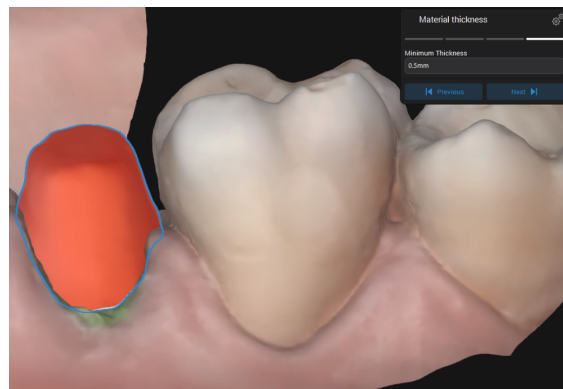 Material thickness
Minimum Thickness
0.5mm
Previous
Next